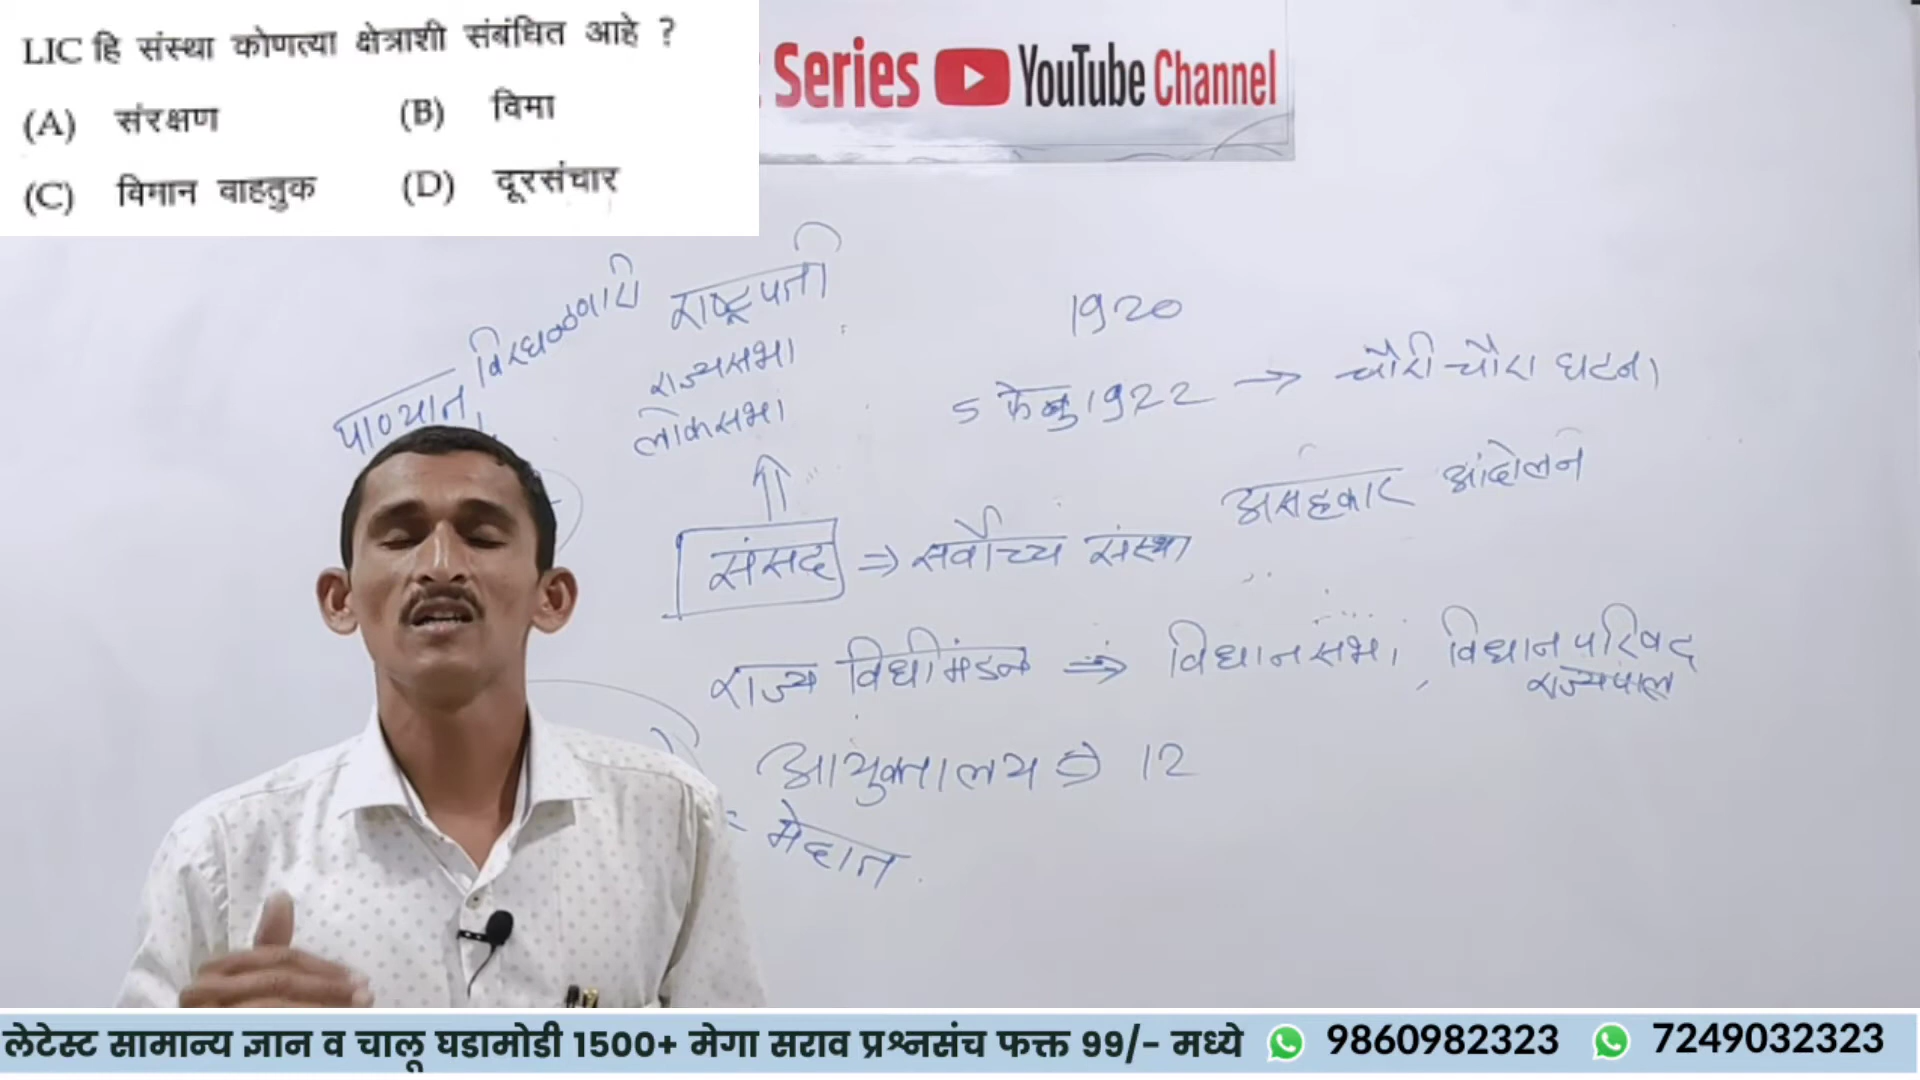 LIC हि संस्था कोणत्या क्षेत्राशी संबंधित आहे ?
(A) संरक्षण (B) विमा
(C) विमान वाहतुक (D) दूरसंचार
Series YouTube Channel
राष्ट्रपती
राज्यसभा
लोकसभा
1920
5 फेब्रु 1922 → चौरी चौरा घटना
असहकार आंदोलन
संसद ⇒ सर्वोच्च संस्था
राज्य विधीमंडळ ⇒ विधानसभा, विधान परिषद
राज्यपाल
आयुक्तालय ⇒ 12
लेटेस्ट सामान्य ज्ञान व चालू घडामोडी 1500+ मेगा सराव प्रश्नसंच फक्त 99/- मध्ये 9860982323 7249032323